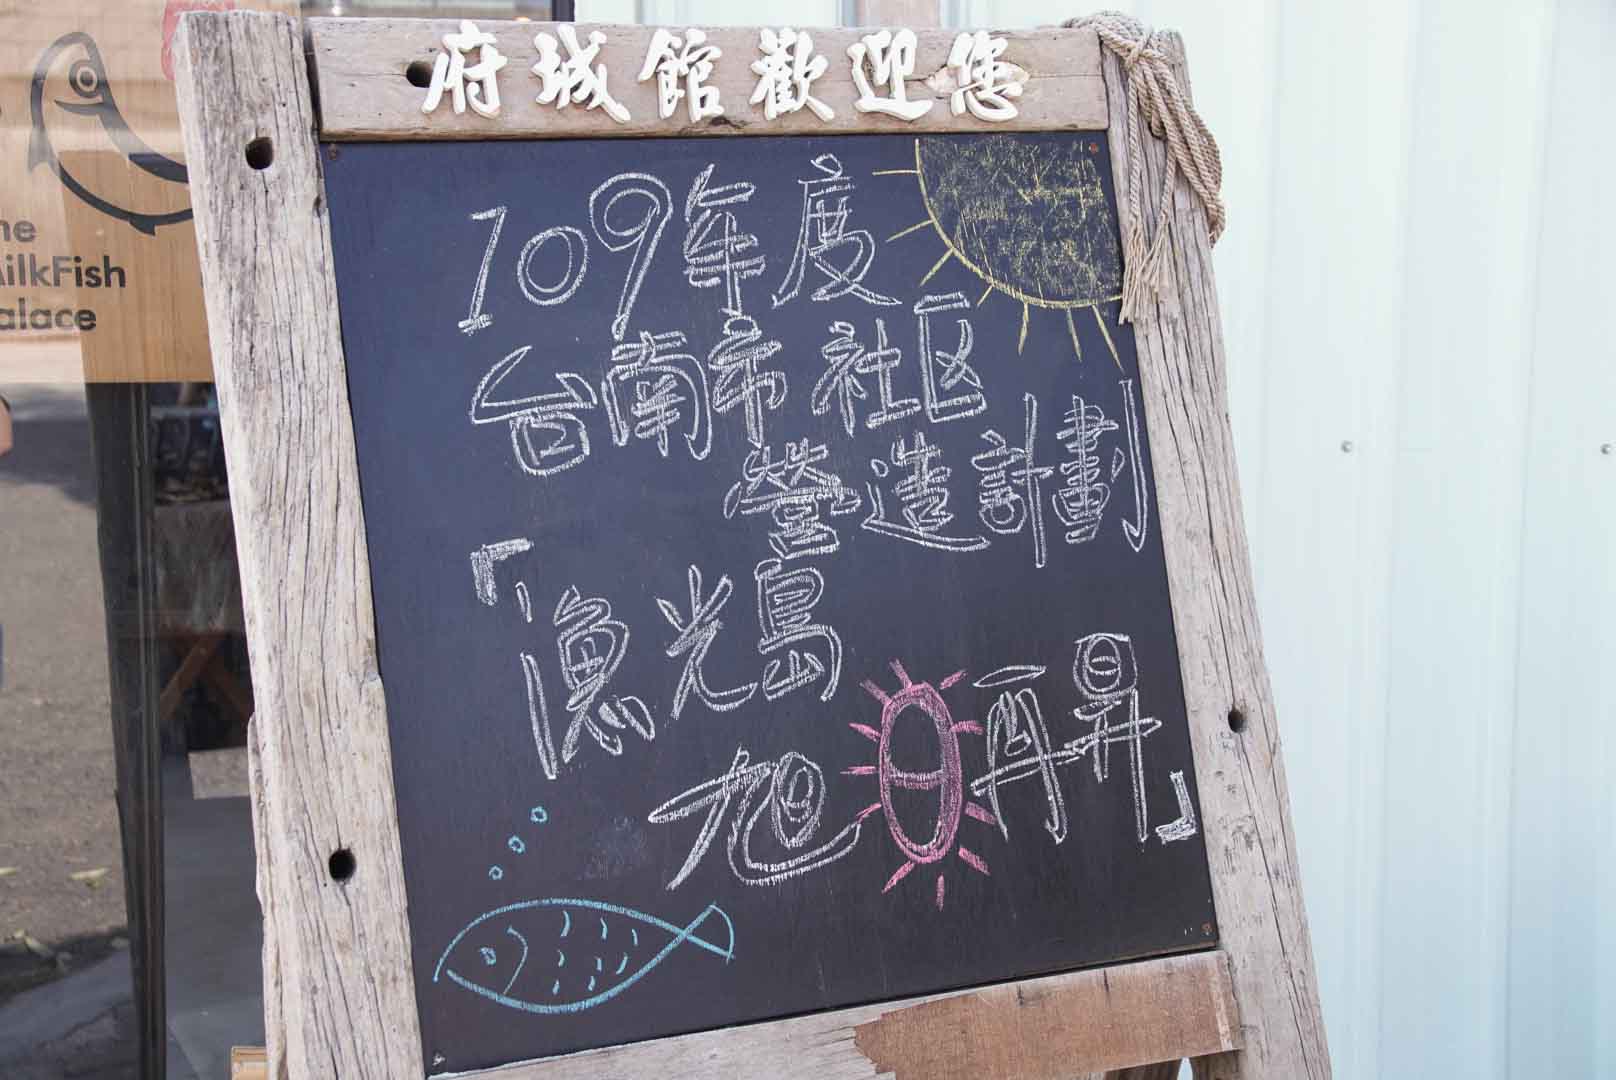 府城館歡迎您
109年度
台南市社區
營造計劃
「漁光島
旭日再昇」
he
ilkFish
alace